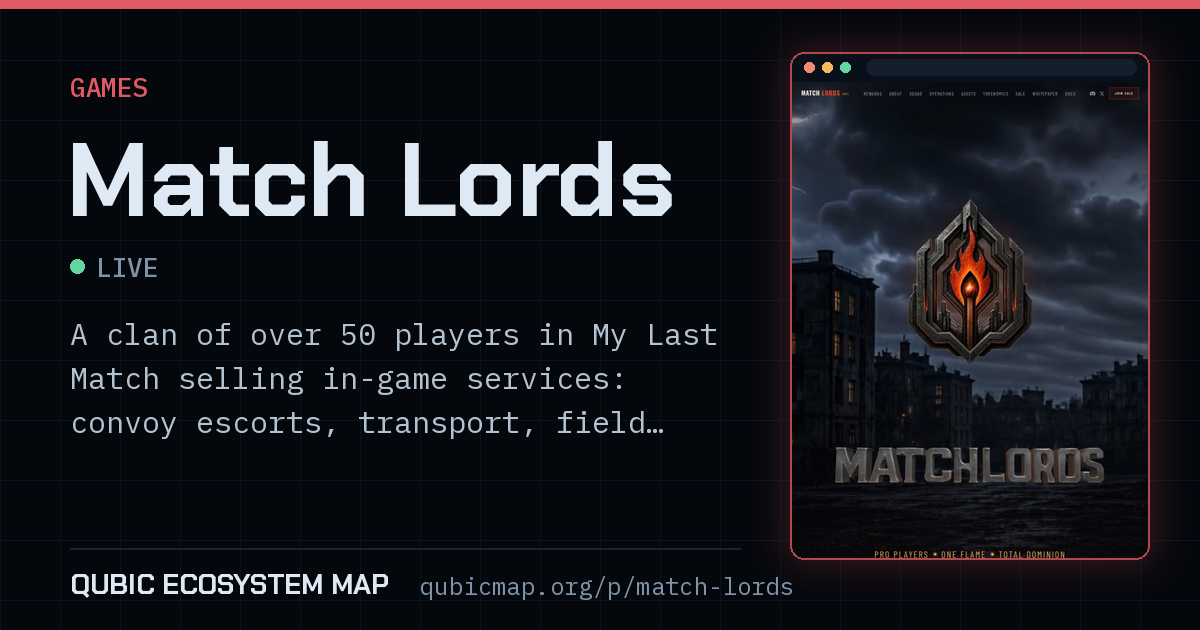 GAMES
Match Lords
LIVE
A clan of over 50 players in My Last
Match selling in-game services:
convoy escorts, transport, field…
QUBIC ECOSYSTEM MAP qubicmap.org/p/match-lords
MATCH LORDS
REWARDS ABOUT SQUAD OPERATIONS ASSETS TOKENOMICS SALE WHITEPAPER DOCS JOIN SALE
MATCHLORDS
PRO PLAYERS • ONE FLAME • TOTAL DOMINION